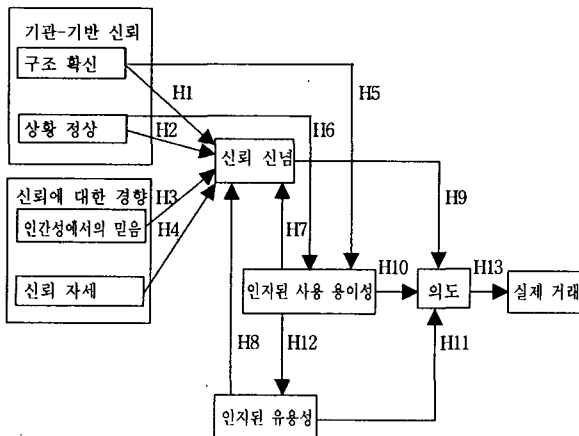 기관-기반 신뢰
구조 확신
H1
H5
상황 정상
H2
H6
신뢰 신념
신뢰에 대한 경향
H3
인간성에서의 믿음
H4
H7
H9
신뢰 자세
인지된 사용 용이성
H10
의도
H13
실제 거래
H8
H12
H11
인지된 유용성